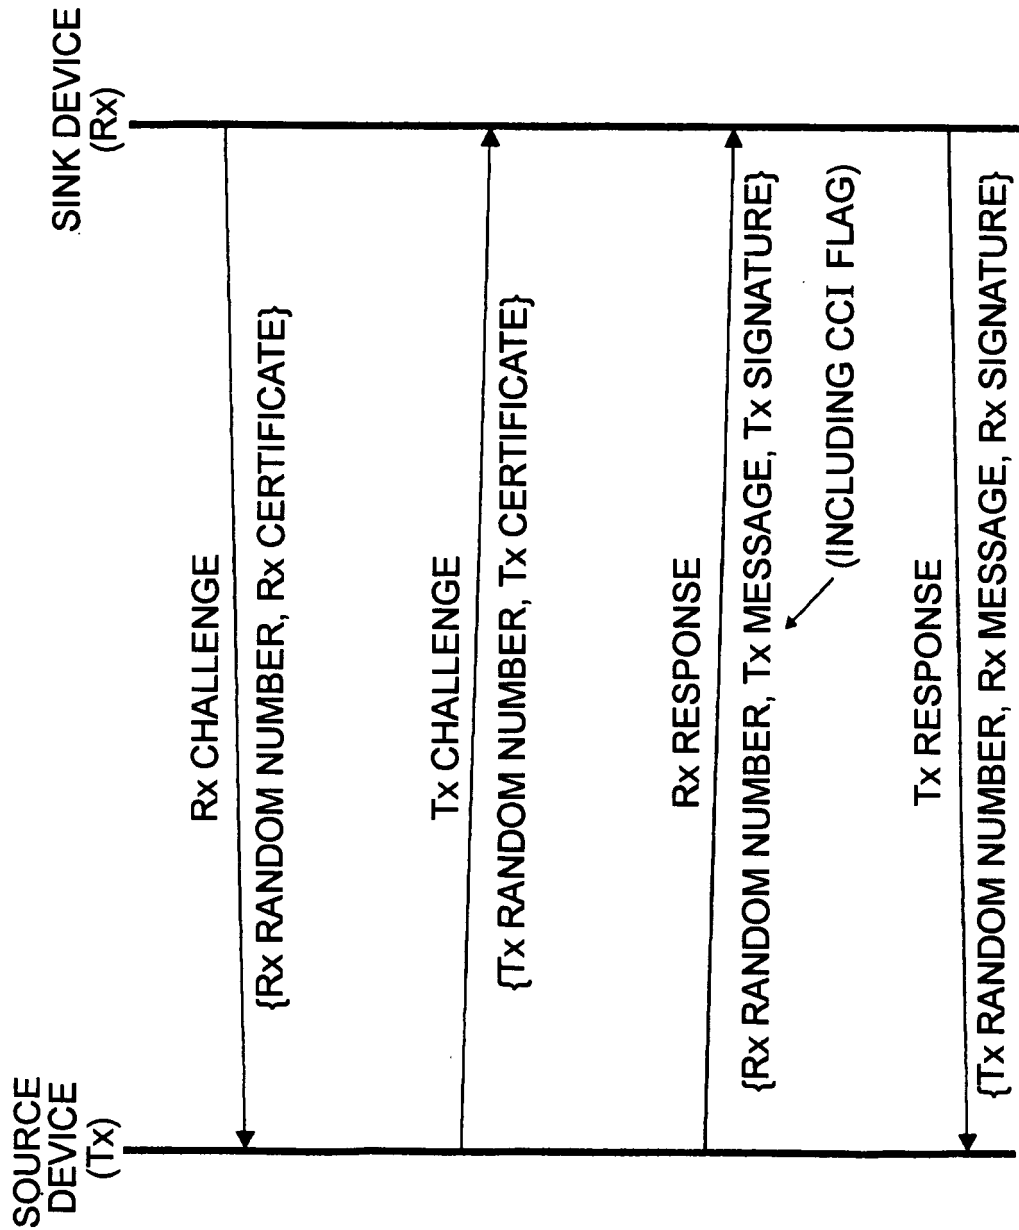 SOURCE
DEVICE
(Tx)
SINK DEVICE
(Rx)
Rx CHALLENGE
{Rx RANDOM NUMBER, Rx CERTIFICATE}
Tx CHALLENGE
{Tx RANDOM NUMBER, Tx CERTIFICATE}
Rx RESPONSE
{Rx RANDOM NUMBER, Tx MESSAGE, Tx SIGNATURE}
(INCLUDING CCI FLAG)
Tx RESPONSE
{Tx RANDOM NUMBER, Rx MESSAGE, Rx SIGNATURE}